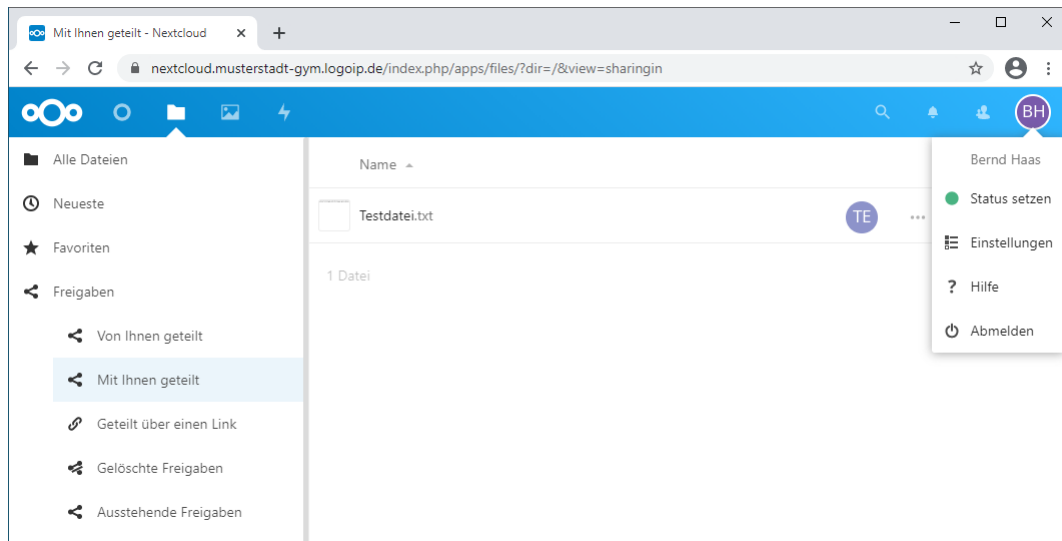 Mit Ihnen geteilt - Nextcloud
nextcloud.musterstadt-gym.logoip.de/index.php/apps/files/?dir=/&view=sharingin
BH
Alle Dateien
Neueste
Favoriten
Freigaben
Von Ihnen geteilt
Mit Ihnen geteilt
Geteilt über einen Link
Gelöschte Freigaben
Ausstehende Freigaben
Name
Testdatei.txt
TE
1 Datei
Bernd Haas
Status setzen
Einstellungen
Hilfe
Abmelden